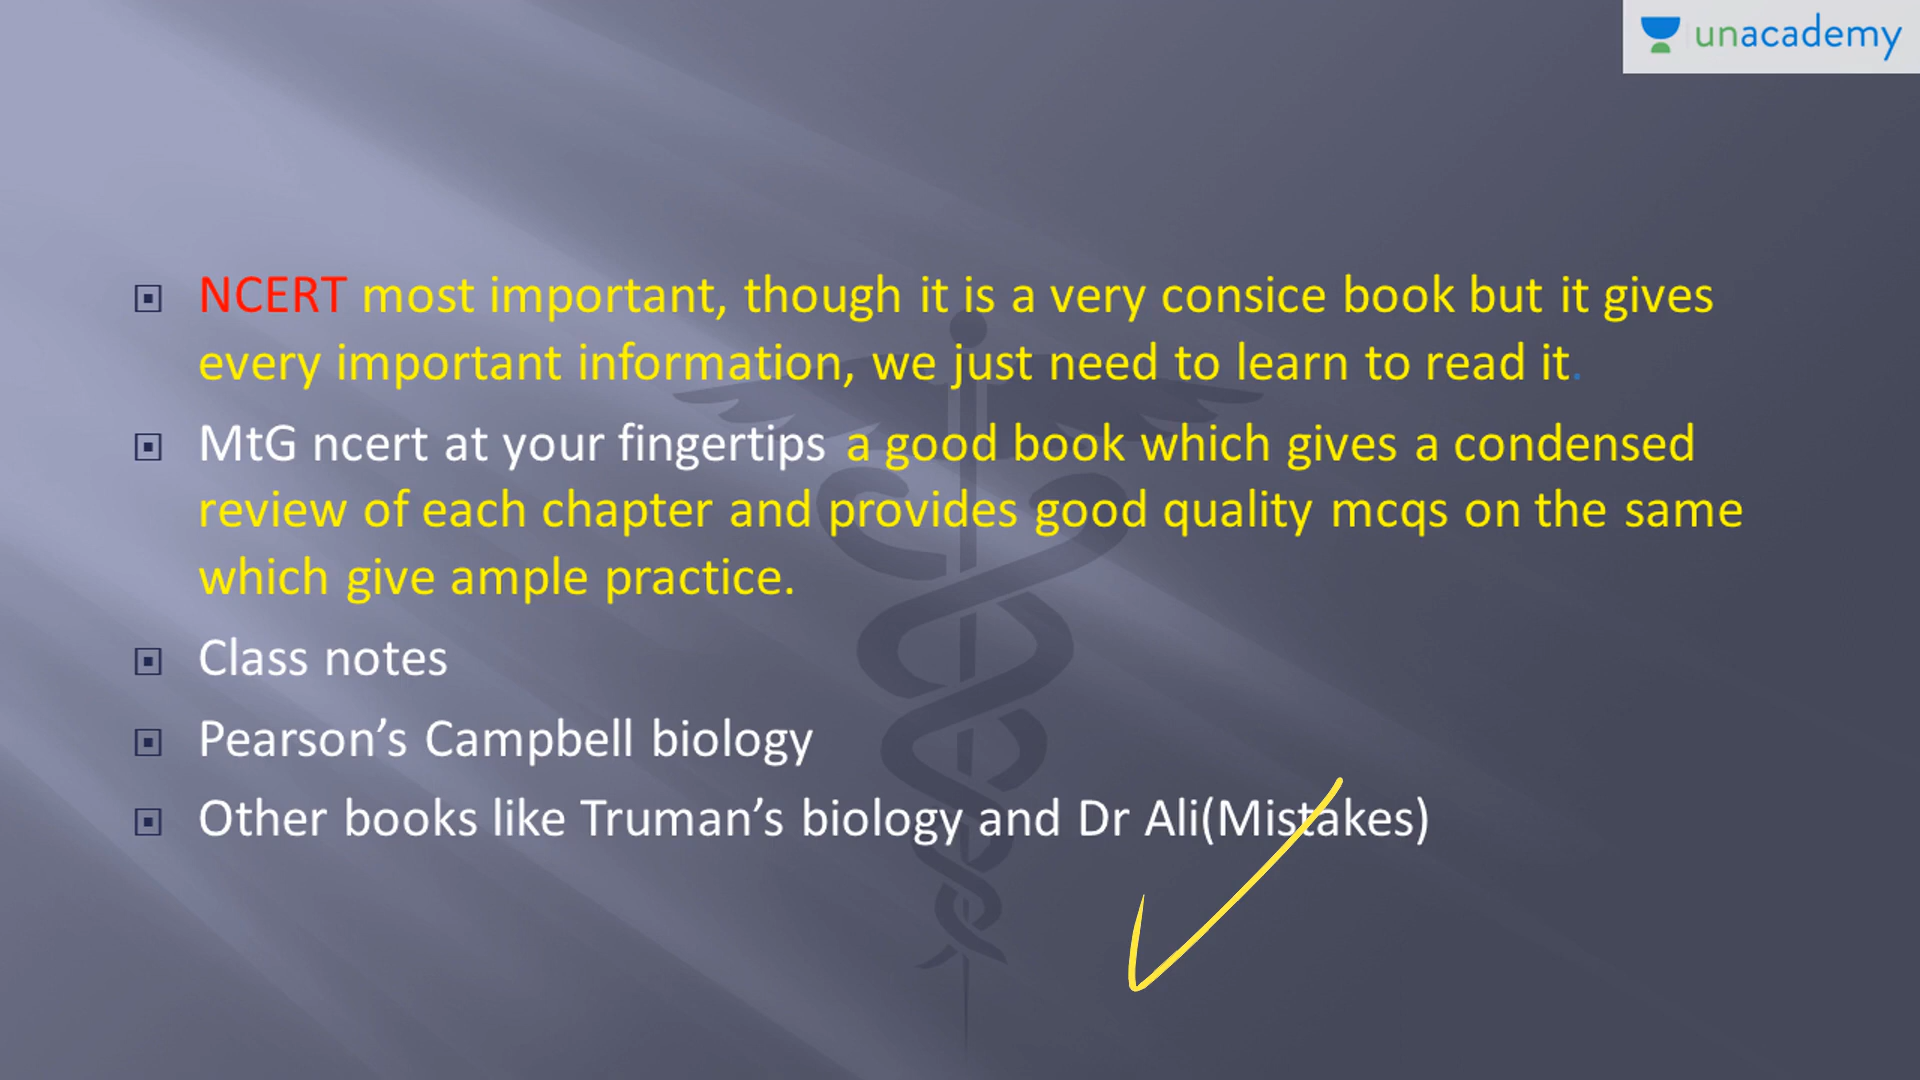 unacademy
NCERT most important, though it is a very consice book but it gives
every important information, we just need to learn to read it.
MtG ncert at your fingertips a good book which gives a condensed
review of each chapter and provides good quality mcqs on the same
which give ample practice.
Class notes
Pearson’s Campbell biology
Other books like Truman’s biology and Dr Ali(Mistakes)